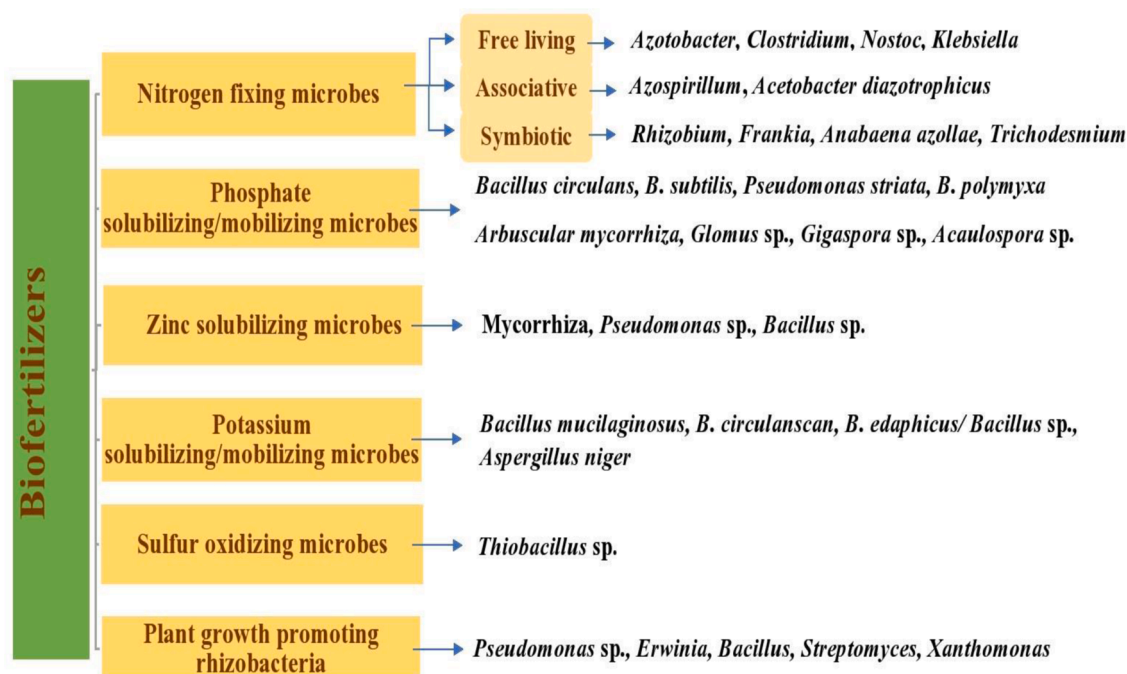 Biofertilizers
Nitrogen fixing microbes
Free living
Azotobacter, Clostridium, Nostoc, Klebsiella
Associative
Azospirillum, Acetobacter diazotrophicus
Symbiotic
Rhizobium, Frankia, Anabaena azollae, Trichodesmium
Phosphate
solubilizing/mobilizing microbes
Bacillus circulans, B. subtilis, Pseudomonas striata, B. polymyxa
Arbuscular mycorrhiza, Glomus sp., Gigaspora sp., Acaulospora sp.
Zinc solubilizing microbes
Mycorrhiza, Pseudomonas sp., Bacillus sp.
Potassium
solubilizing/mobilizing microbes
Bacillus mucilaginosus, B. circulanscan, B. edaphicus/ Bacillus sp.,
Aspergillus niger
Sulfur oxidizing microbes
Thiobacillus sp.
Plant growth promoting
rhizobacteria
Pseudomonas sp., Erwinia, Bacillus, Streptomyces, Xanthomonas